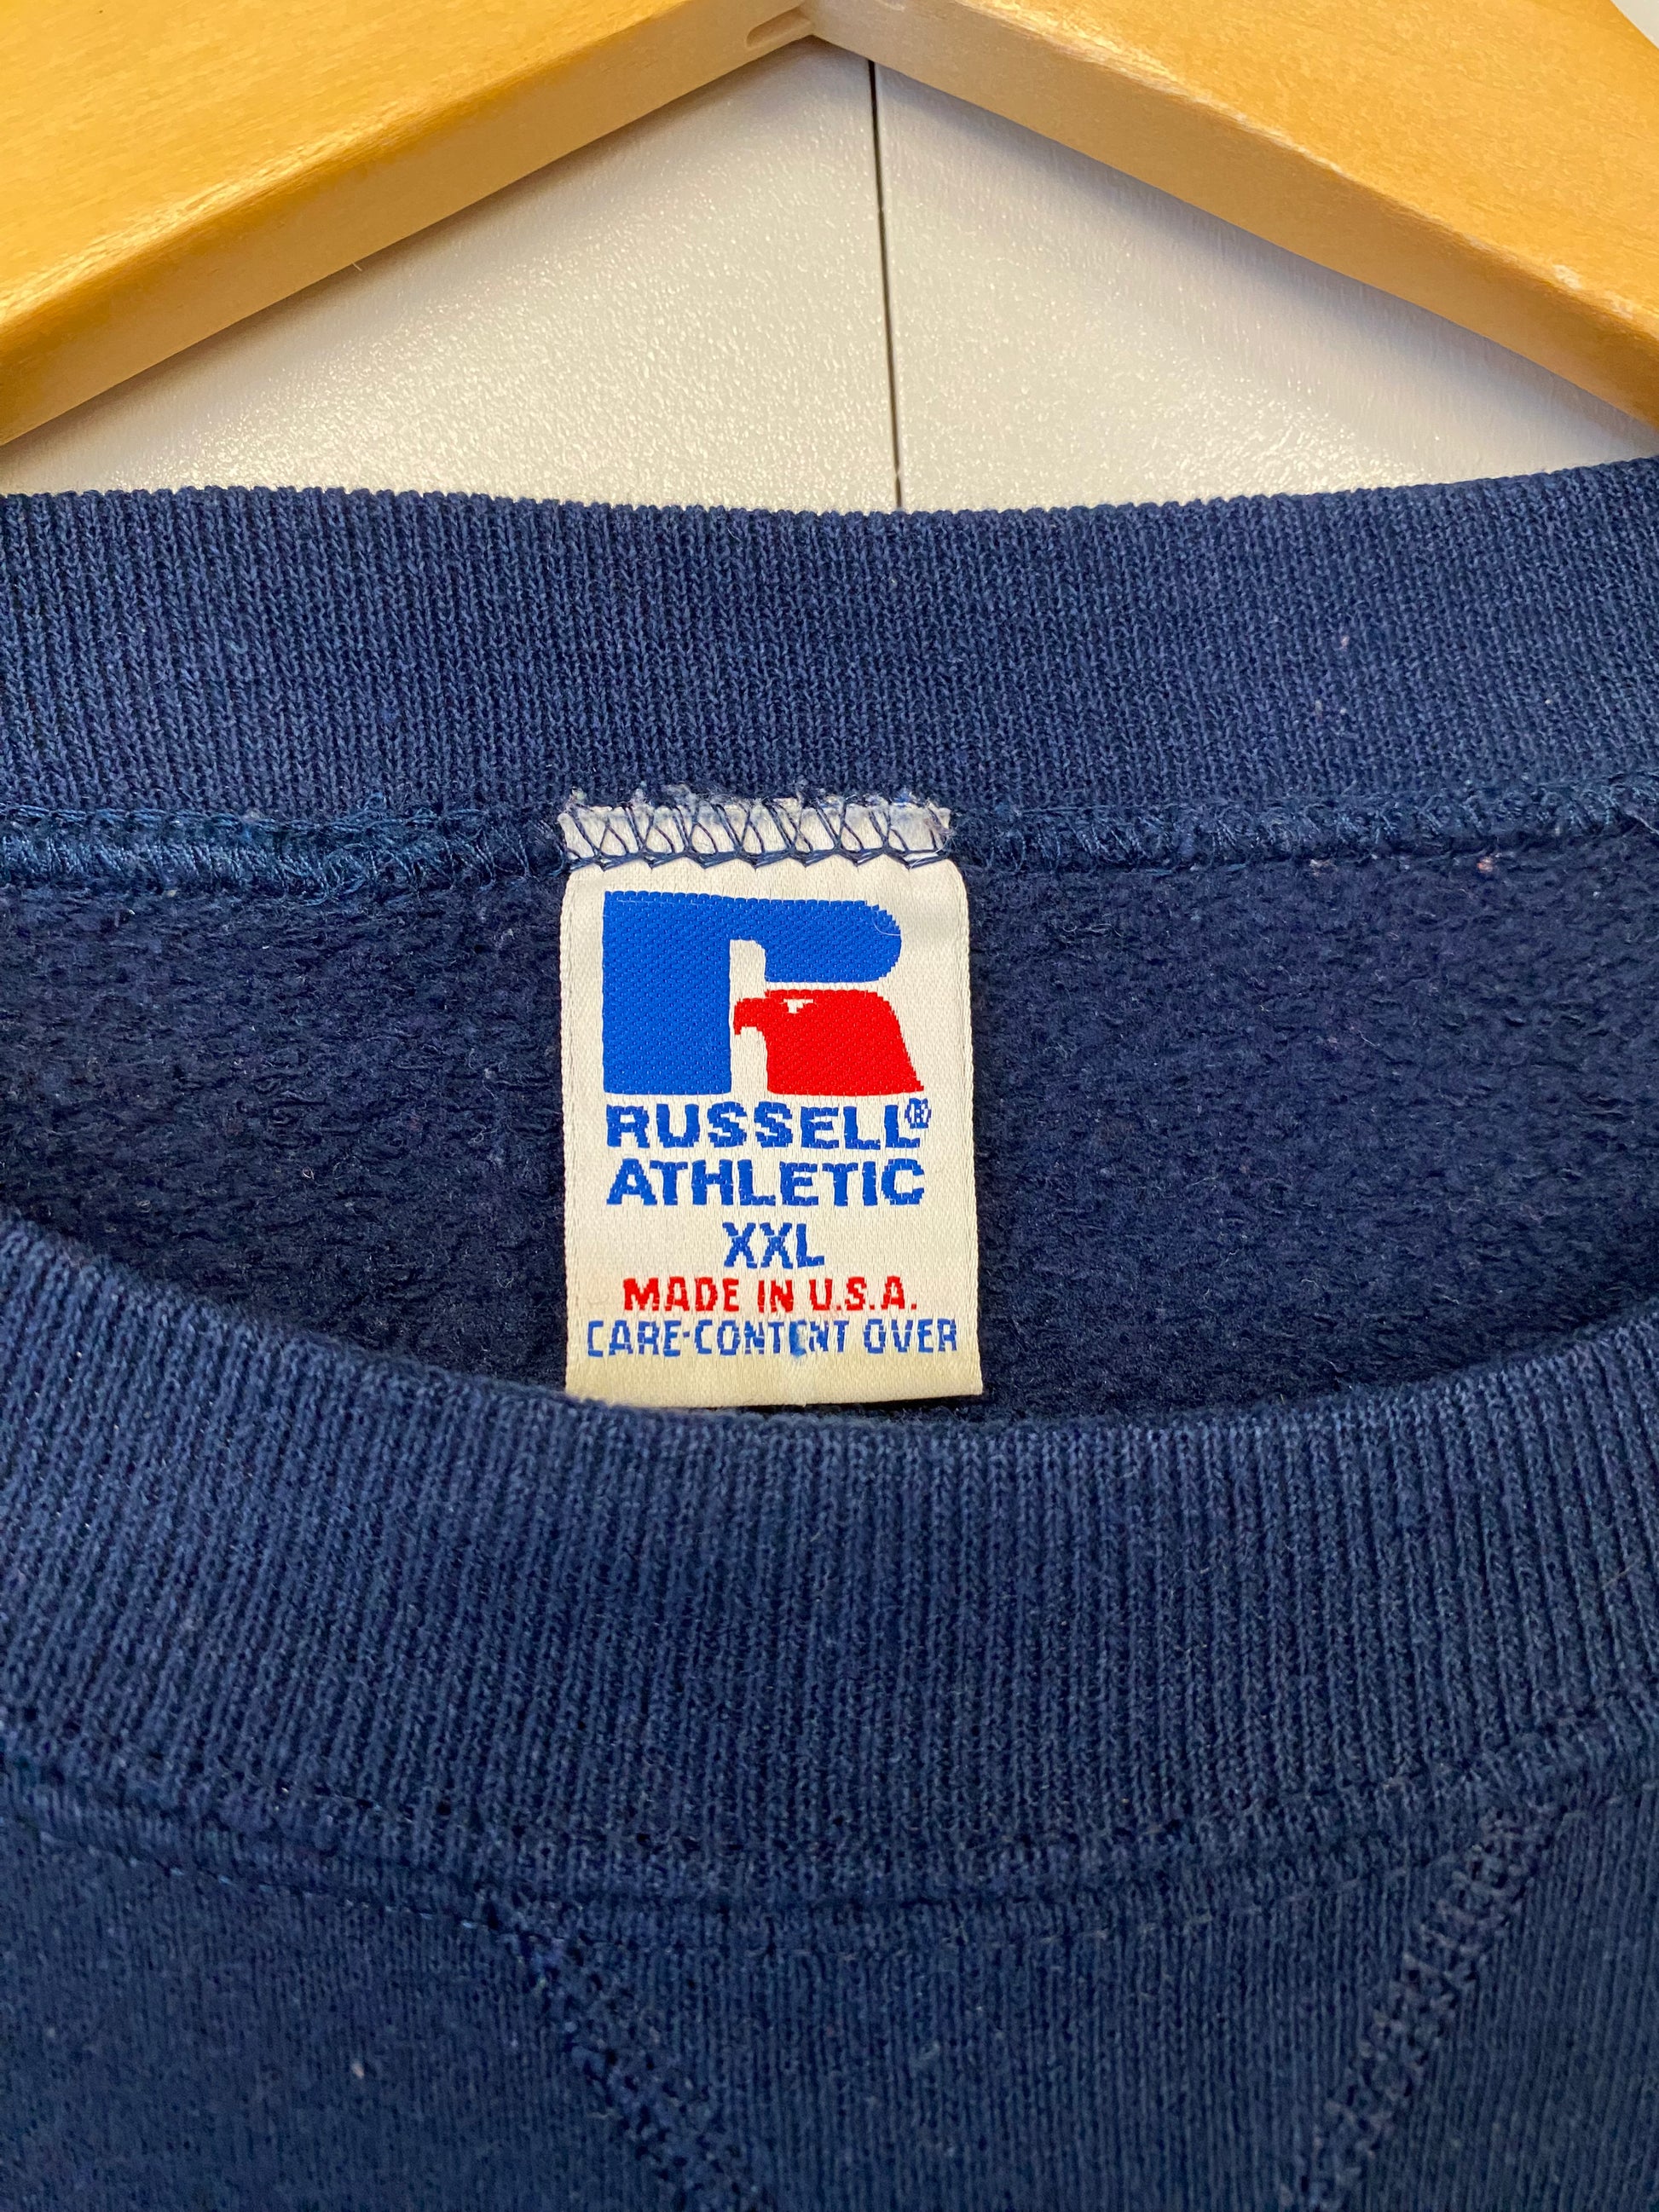 RUSSELL®
ATHLETIC
XXL
MADE IN U.S.A.
CARE-CONTENT OVER